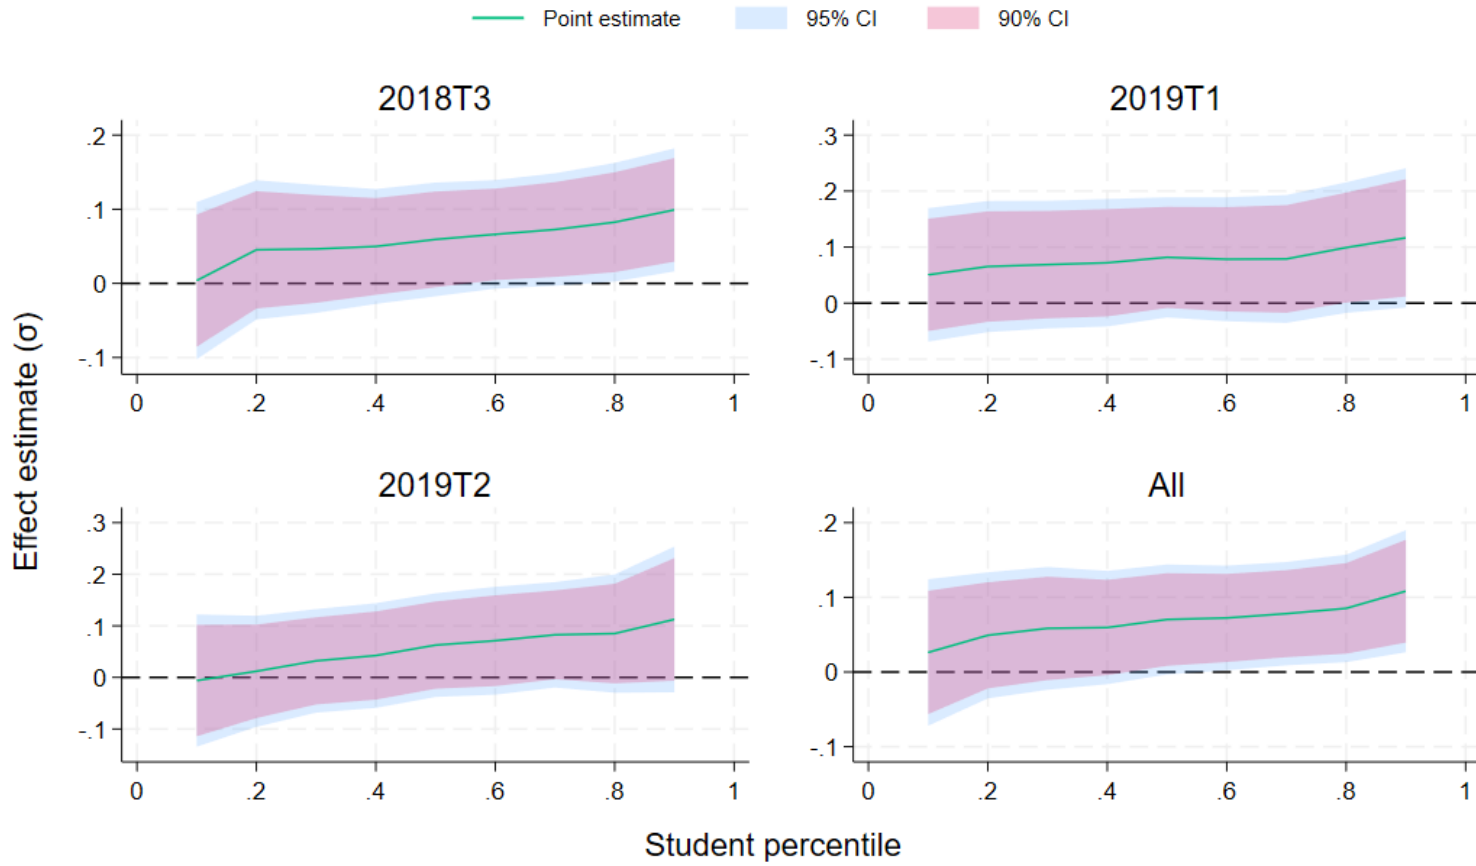 Point estimate 95% CI 90% CI
2018T3
.2
.1
0
-.1
0 .2 .4 .6 .8 1
2019T1
.3
.2
.1
0
-.1
0 .2 .4 .6 .8 1
2019T2
.3
.2
.1
0
-.1
0 .2 .4 .6 .8 1
All
.2
.1
0
-.1
0 .2 .4 .6 .8 1
Effect estimate (σ)
Student percentile